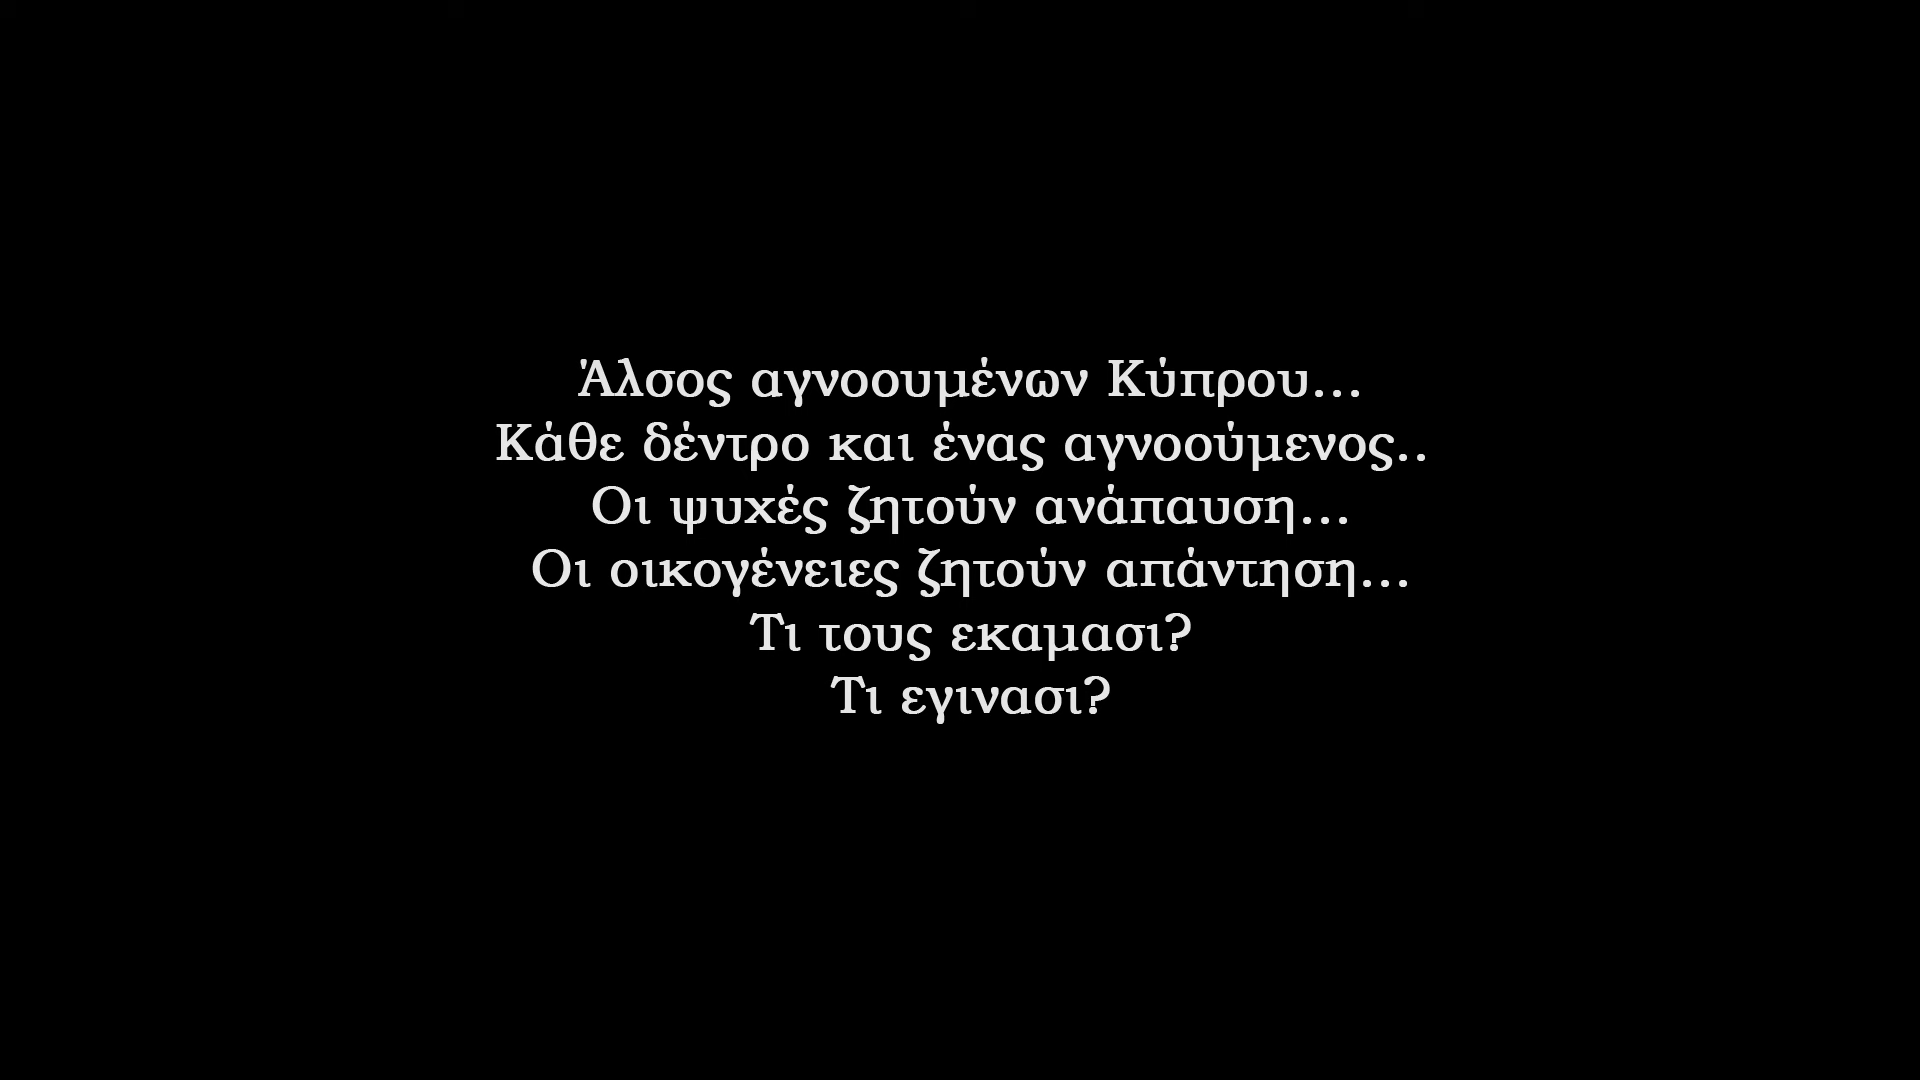 Άλσος αγνοουμένων Κύπρου...
Κάθε δέντρο και ένας αγνοούμενος..
Οι ψυχές ζητούν ανάπαυση...
Οι οικογένειες ζητούν απάντηση...
Τι τους εκαμασι?
Τι εγινασι?